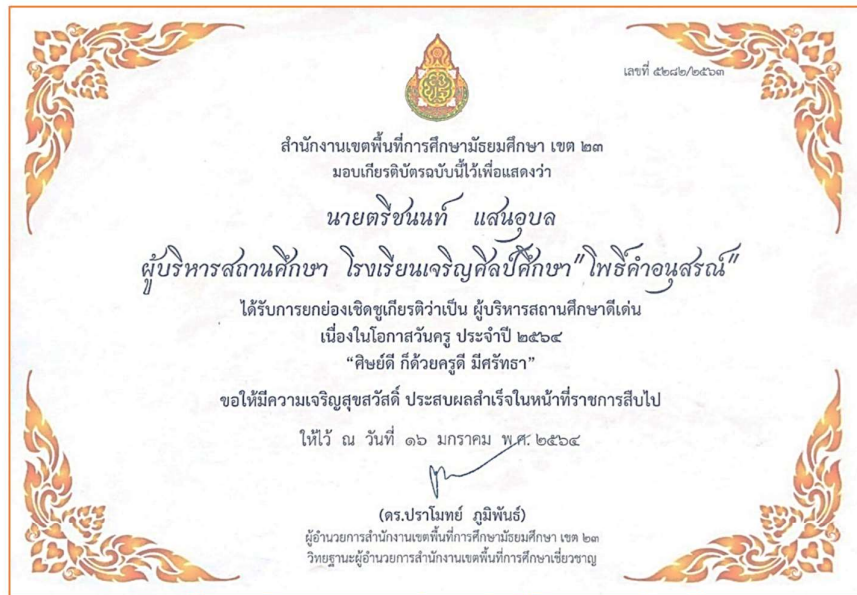 เลขที่ ๕๒๘๒/๒๕๖๓
สำนักงานเขตพื้นที่การศึกษามัธยมศึกษา เขต ๒๓
มอบเกียรติบัตรฉบับนี้ไว้เพื่อแสดงว่า
นายตรีชนนท์ แสนอุบล
ผู้บริหารสถานศึกษา โรงเรียนเจริญศิลป์ศึกษา"โพธิ์คำอนุสรณ์"
ได้รับการยกย่องเชิดชูเกียรติว่าเป็น ผู้บริหารสถานศึกษาดีเด่น
เนื่องในโอกาสวันครู ประจำปี ๒๕๖๔
“ศิษย์ดี ก็ด้วยครูดี มีศรัทธา”
ขอให้มีความเจริญสุขสวัสดิ์ ประสบผลสำเร็จในหน้าที่ราชการสืบไป
ให้ไว้ ณ วันที่ ๑๖ มกราคม พ.ศ. ๒๕๖๔
(ดร.ปราโมทย์ ภูมิพันธ์)
ผู้อำนวยการสำนักงานเขตพื้นที่การศึกษามัธยมศึกษา เขต ๒๓
วิทยฐานะผู้อำนวยการสำนักงานเขตพื้นที่การศึกษาเชี่ยวชาญ